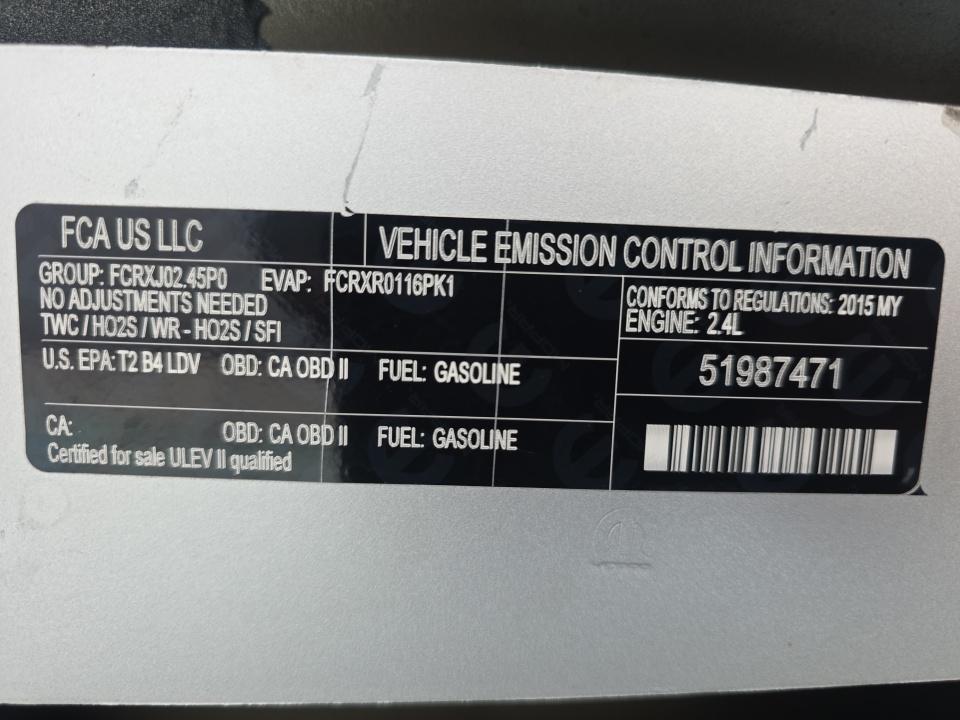 FCA US LLC
VEHICLE EMISSION CONTROL INFORMATION
GROUP: FCRXJ02.45P0 EVAP: FCRXR0116PK1
NO ADJUSTMENTS NEEDED
TWC / HO2S / WR - HO2S / SFI
CONFORMS TO REGULATIONS: 2015 MY
ENGINE: 2.4L
U.S. EPA: T2 B4 LDV OBD: CA OBD II FUEL: GASOLINE
51987471
CA: OBD: CA OBD II FUEL: GASOLINE
Certified for sale ULEV II qualified